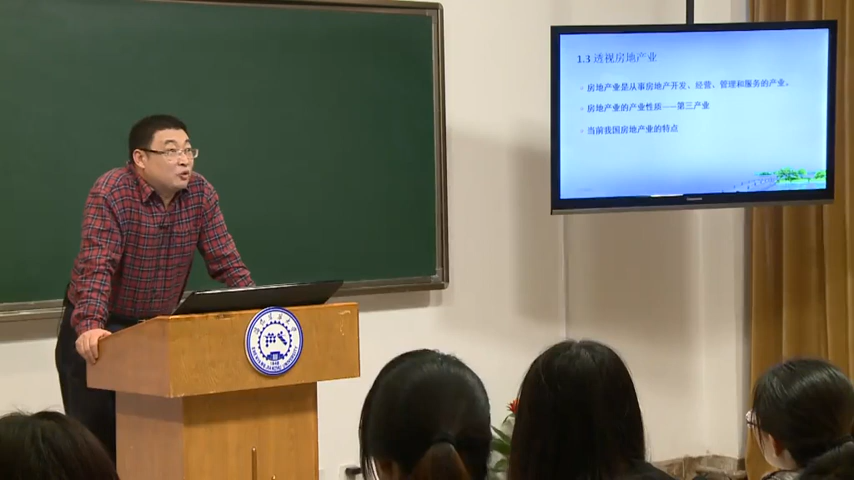 1.3 透视房地产业
房地产业是从事房地产开发、经营、管理和服务的产业。
房地产业的产业性质——第三产业
当前我国房地产业的特点